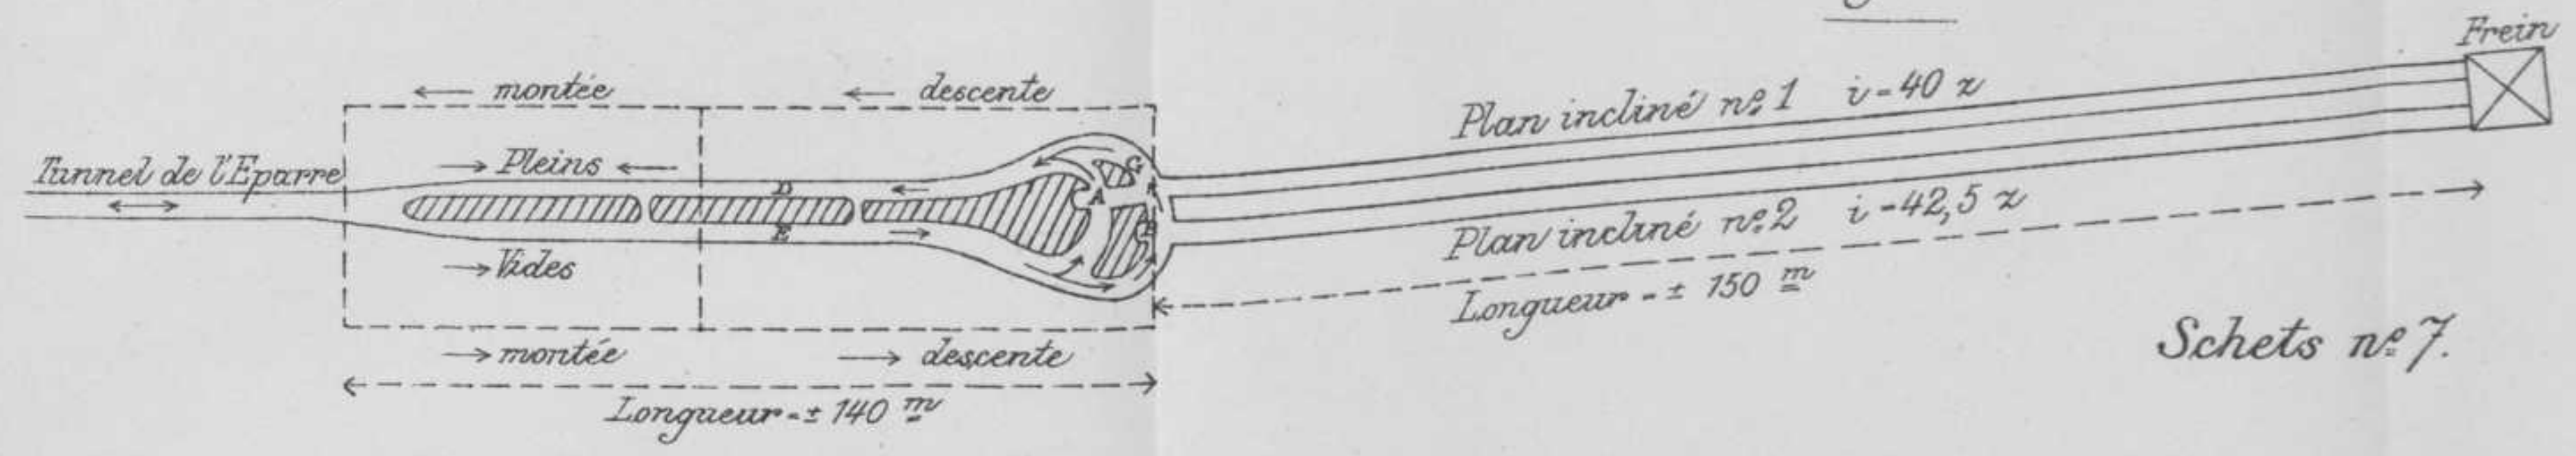 Frein
Plan incliné nº 1 i=40 %
montée
descente
Tunnel de l'Eparre
Pleins
D
G
A
E
Plan incliné nº 2 i=42,5 %
Vides
Longueur = ± 150 m
montée
descente
Schets nº 7.
Longueur = ± 140 m